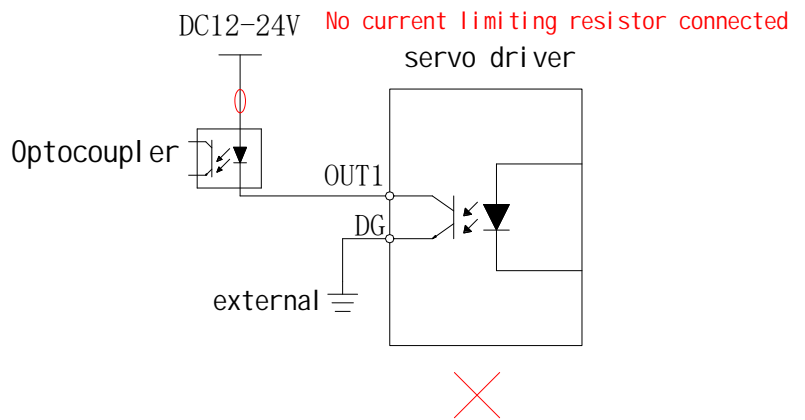 DC12-24V No current limiting resistor connected
servo driver
Optocoupler
OUT1
DG
external